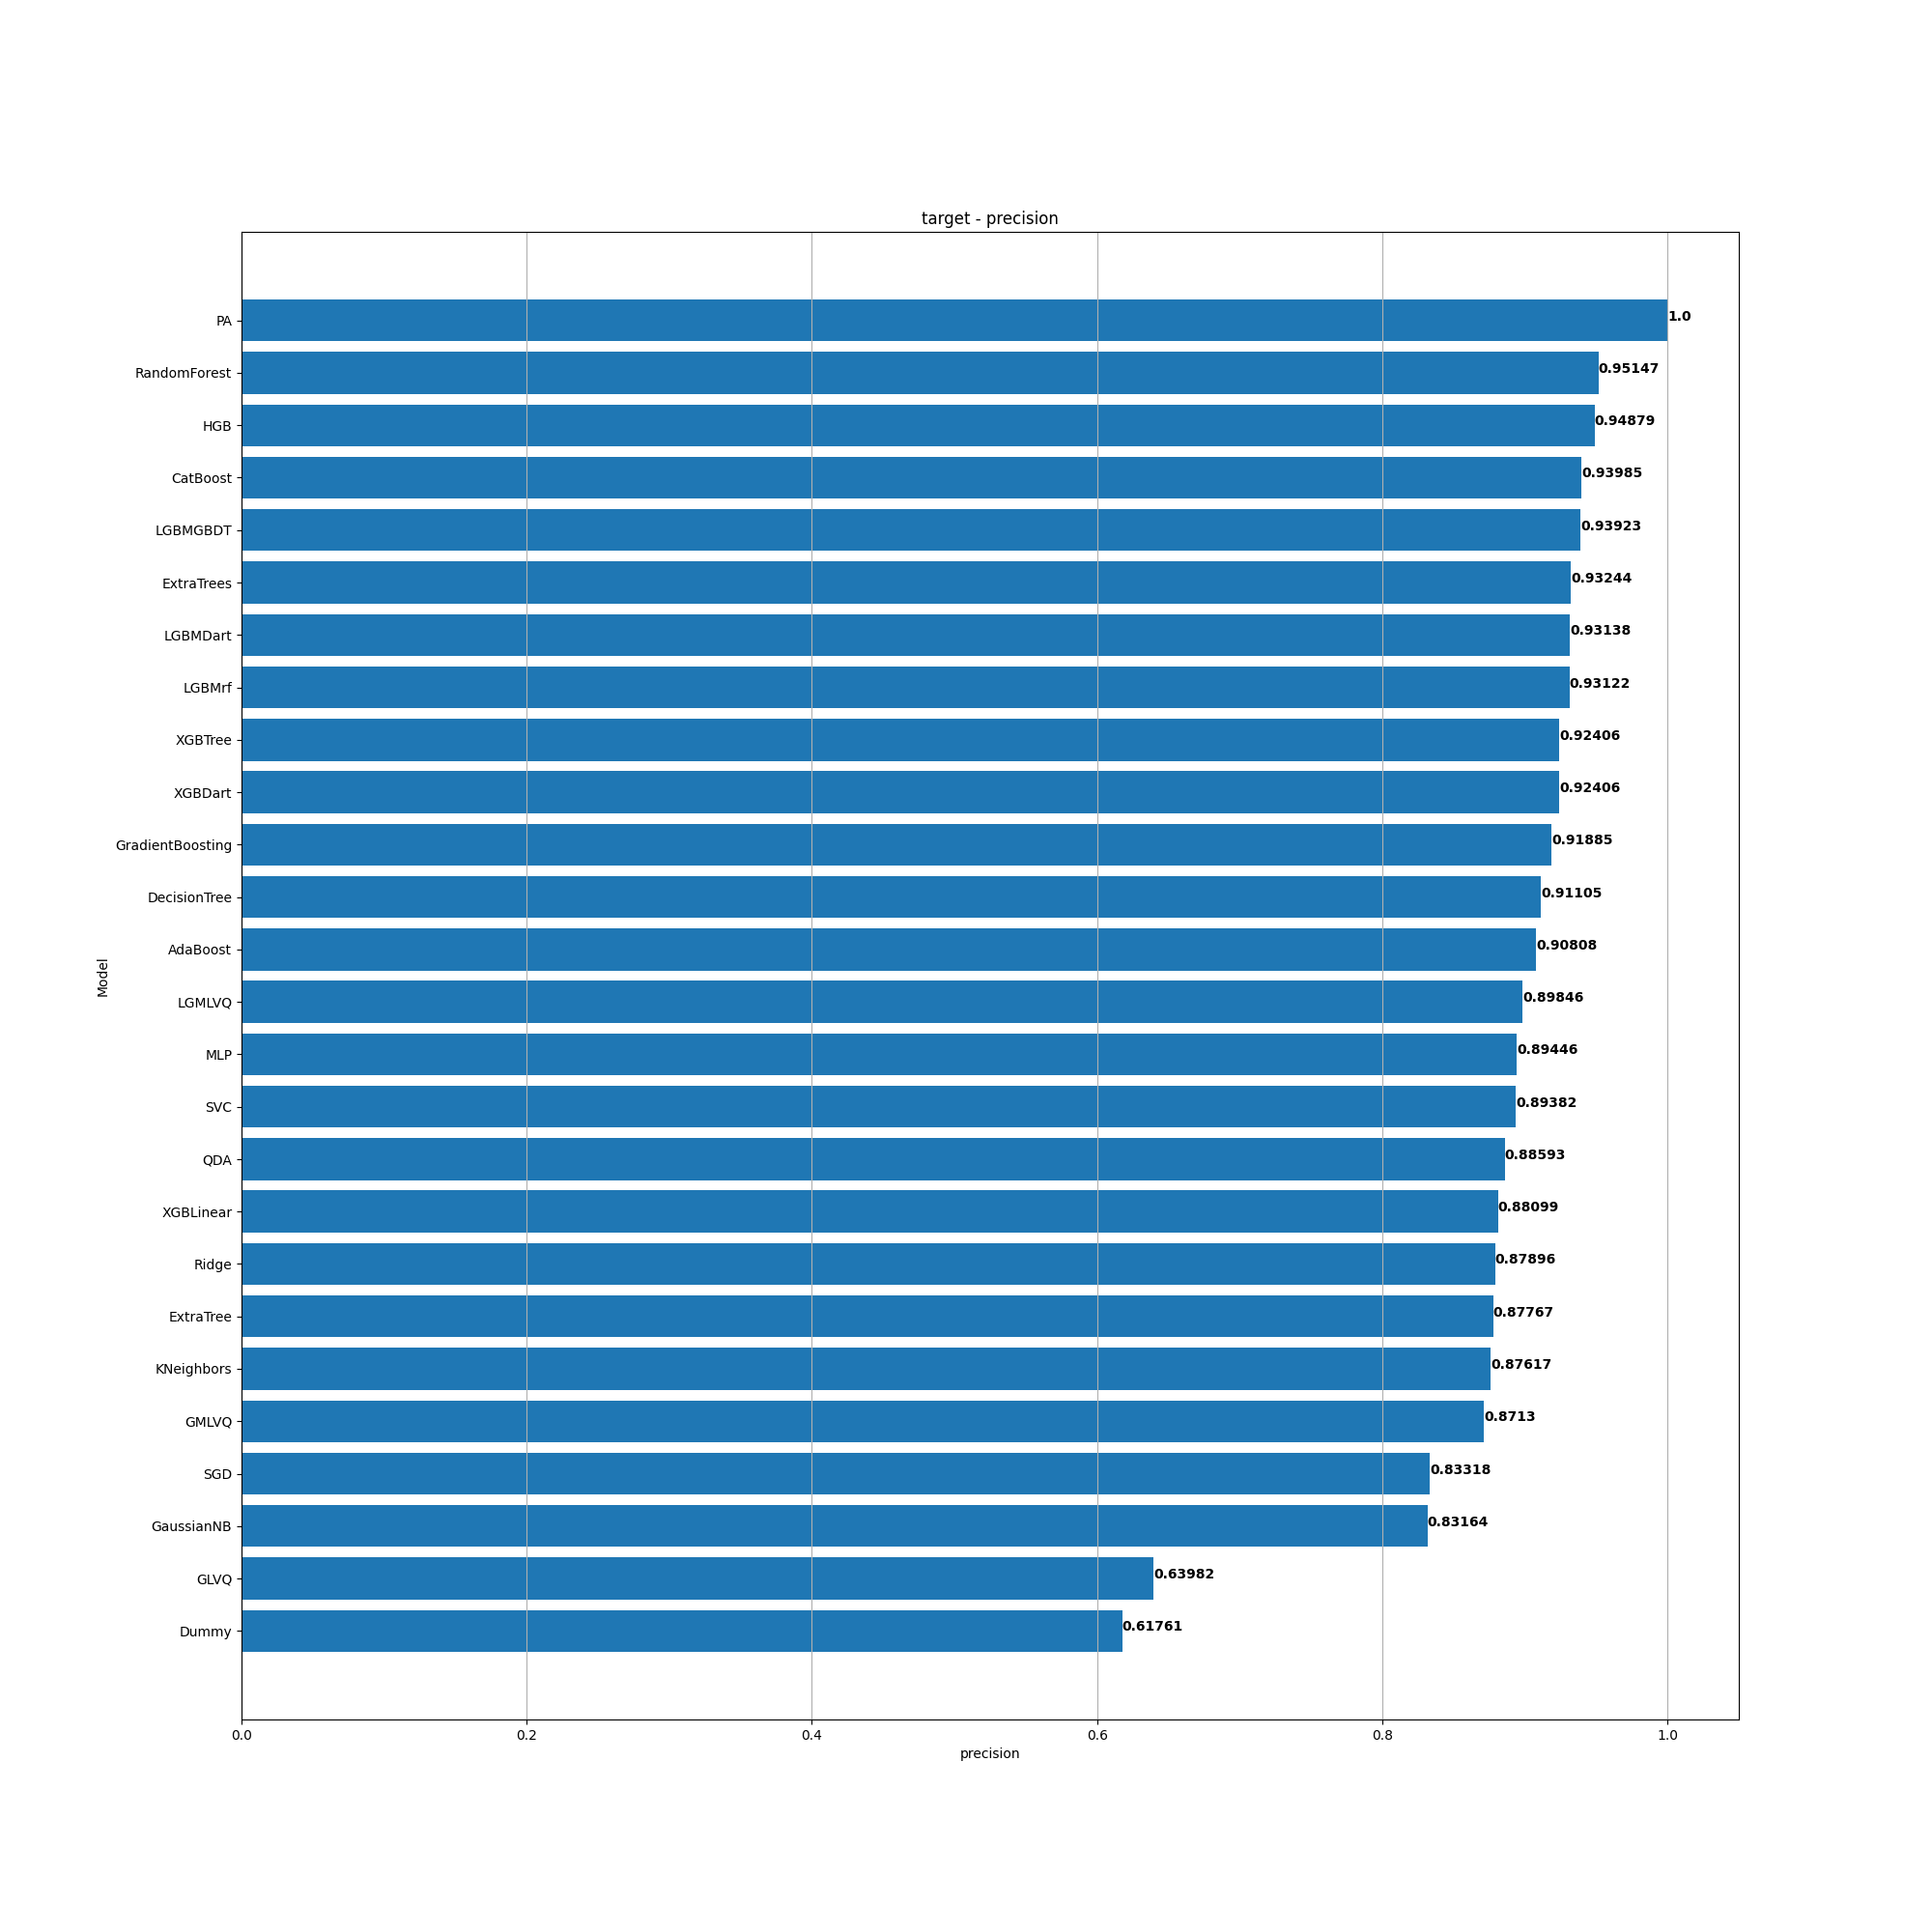 target - precision
PA 1.0
RandomForest 0.95147
HGB 0.94879
CatBoost 0.93985
LGBMGBDT 0.93923
ExtraTrees 0.93244
LGBMDart 0.93138
LGBMrf 0.93122
XGBTree 0.92406
XGBDart 0.92406
GradientBoosting 0.91885
DecisionTree 0.91105
AdaBoost 0.90808
Model
LGMLVQ 0.89846
MLP 0.89446
SVC 0.89382
QDA 0.88593
XGBLinear 0.88099
Ridge 0.87896
ExtraTree 0.87767
KNeighbors 0.87617
GMLVQ 0.8713
SGD 0.83318
GaussianNB 0.83164
GLVQ 0.63982
Dummy 0.61761
0.0 0.2 0.4 0.6 0.8 1.0
precision